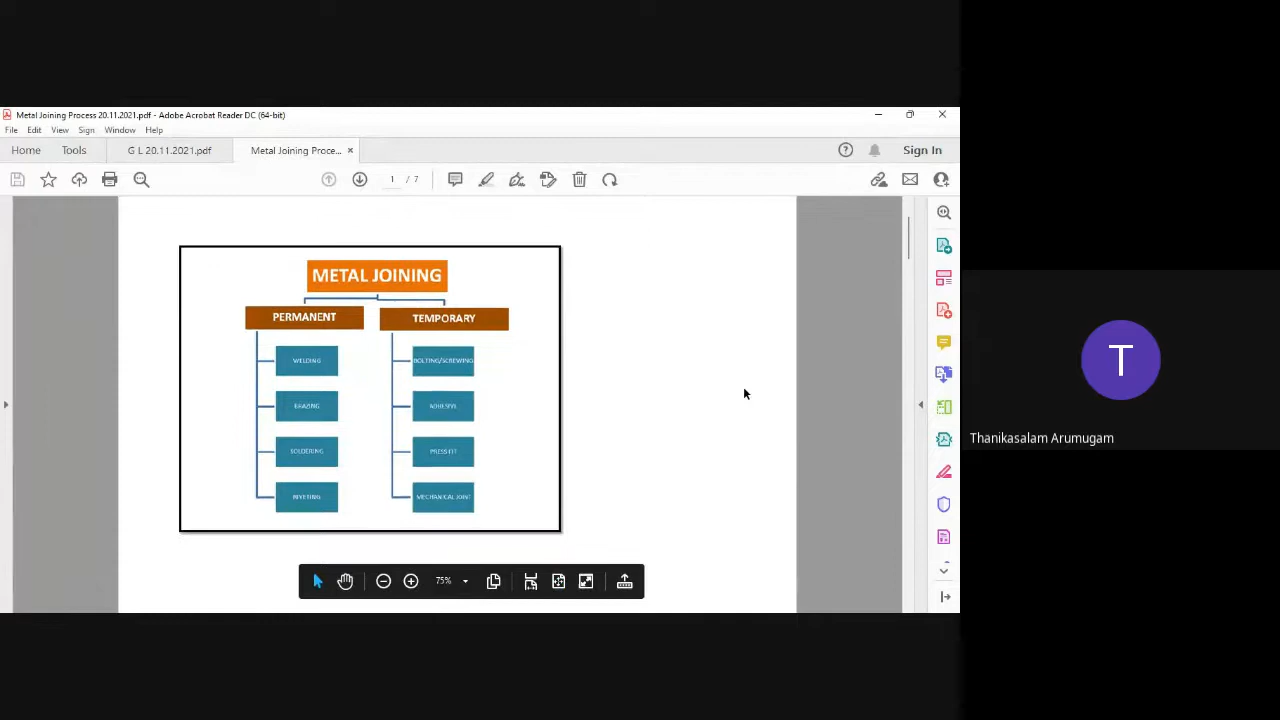 Metal Joining Process 20.11.2021.pdf - Adobe Acrobat Reader DC (64-bit)
File Edit View Sign Window Help
Home Tools G L 20.11.2021.pdf Metal Joining Proce... × Sign In
1 / 7
METAL JOINING
PERMANENT TEMPORARY
WELDING BOLTING/SCREWING
BRAZING ADHESIVE
SOLDERING PRESS FIT
RIVETING MECHANICAL JOINT
75%
T
Thanikasalam Arumugam